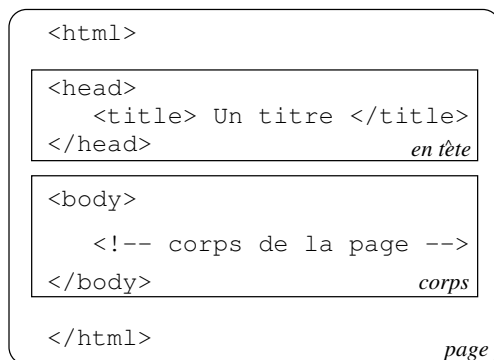 <html>
<head>
<title> Un titre </title>
</head>
en tête
<body>
<!-- corps de la page -->
</body>
corps
</html>
page